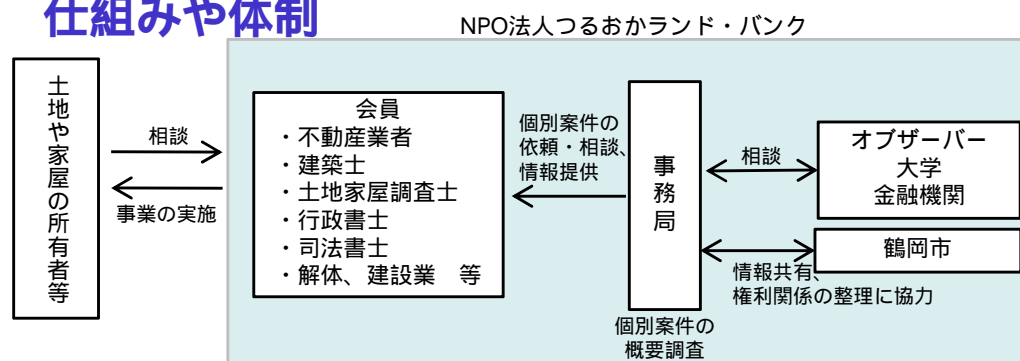 仕組みや体制
NPO法人つるおかランド・バンク
土地や家屋の所有者等
相談
事業の実施
会員
・不動産業者
・建築士
・土地家屋調査士
・行政書士
・司法書士
・解体、建設業　等
個別案件の
依頼・相談、
情報提供
事務局
個別案件の
概要調査
相談
オブザーバー
大学
金融機関
鶴岡市
情報共有、
権利関係の整理に協力